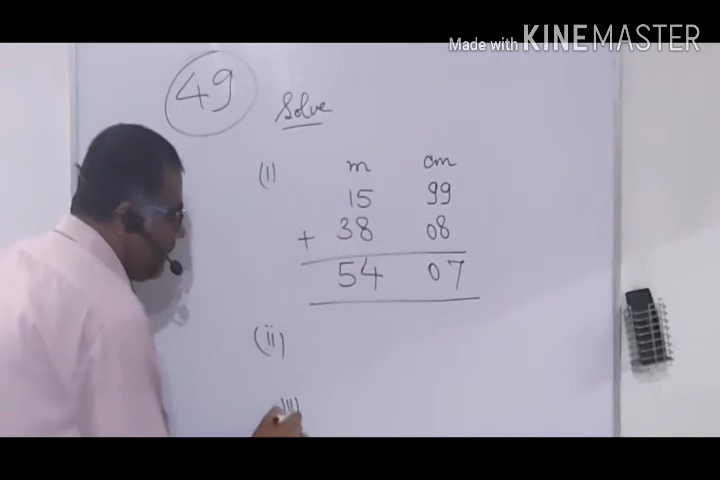 Made with KINEMASTER
49
Solve
(i) m cm
15 99
+ 38 08
54 07
(ii)
iii)